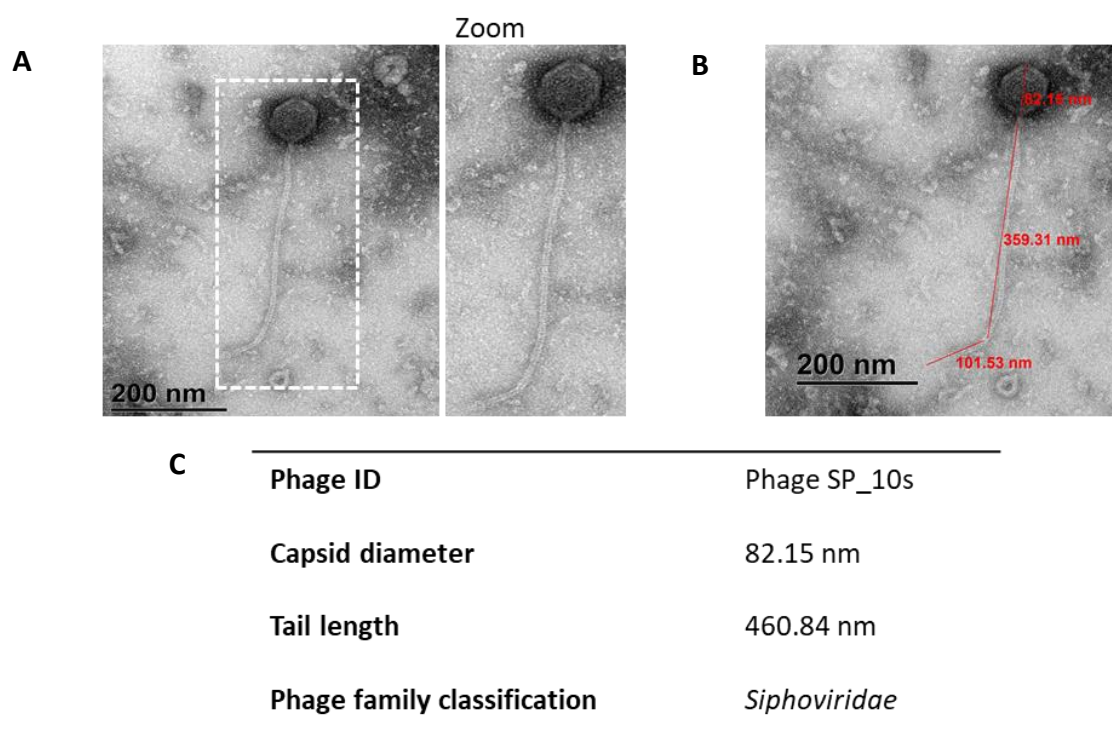 Zoom
A
B
82.15 nm
359.31 nm
101.53 nm
200 nm
200 nm
C
Phage ID Phage SP_10s
Capsid diameter 82.15 nm
Tail length 460.84 nm
Phage family classification Siphoviridae